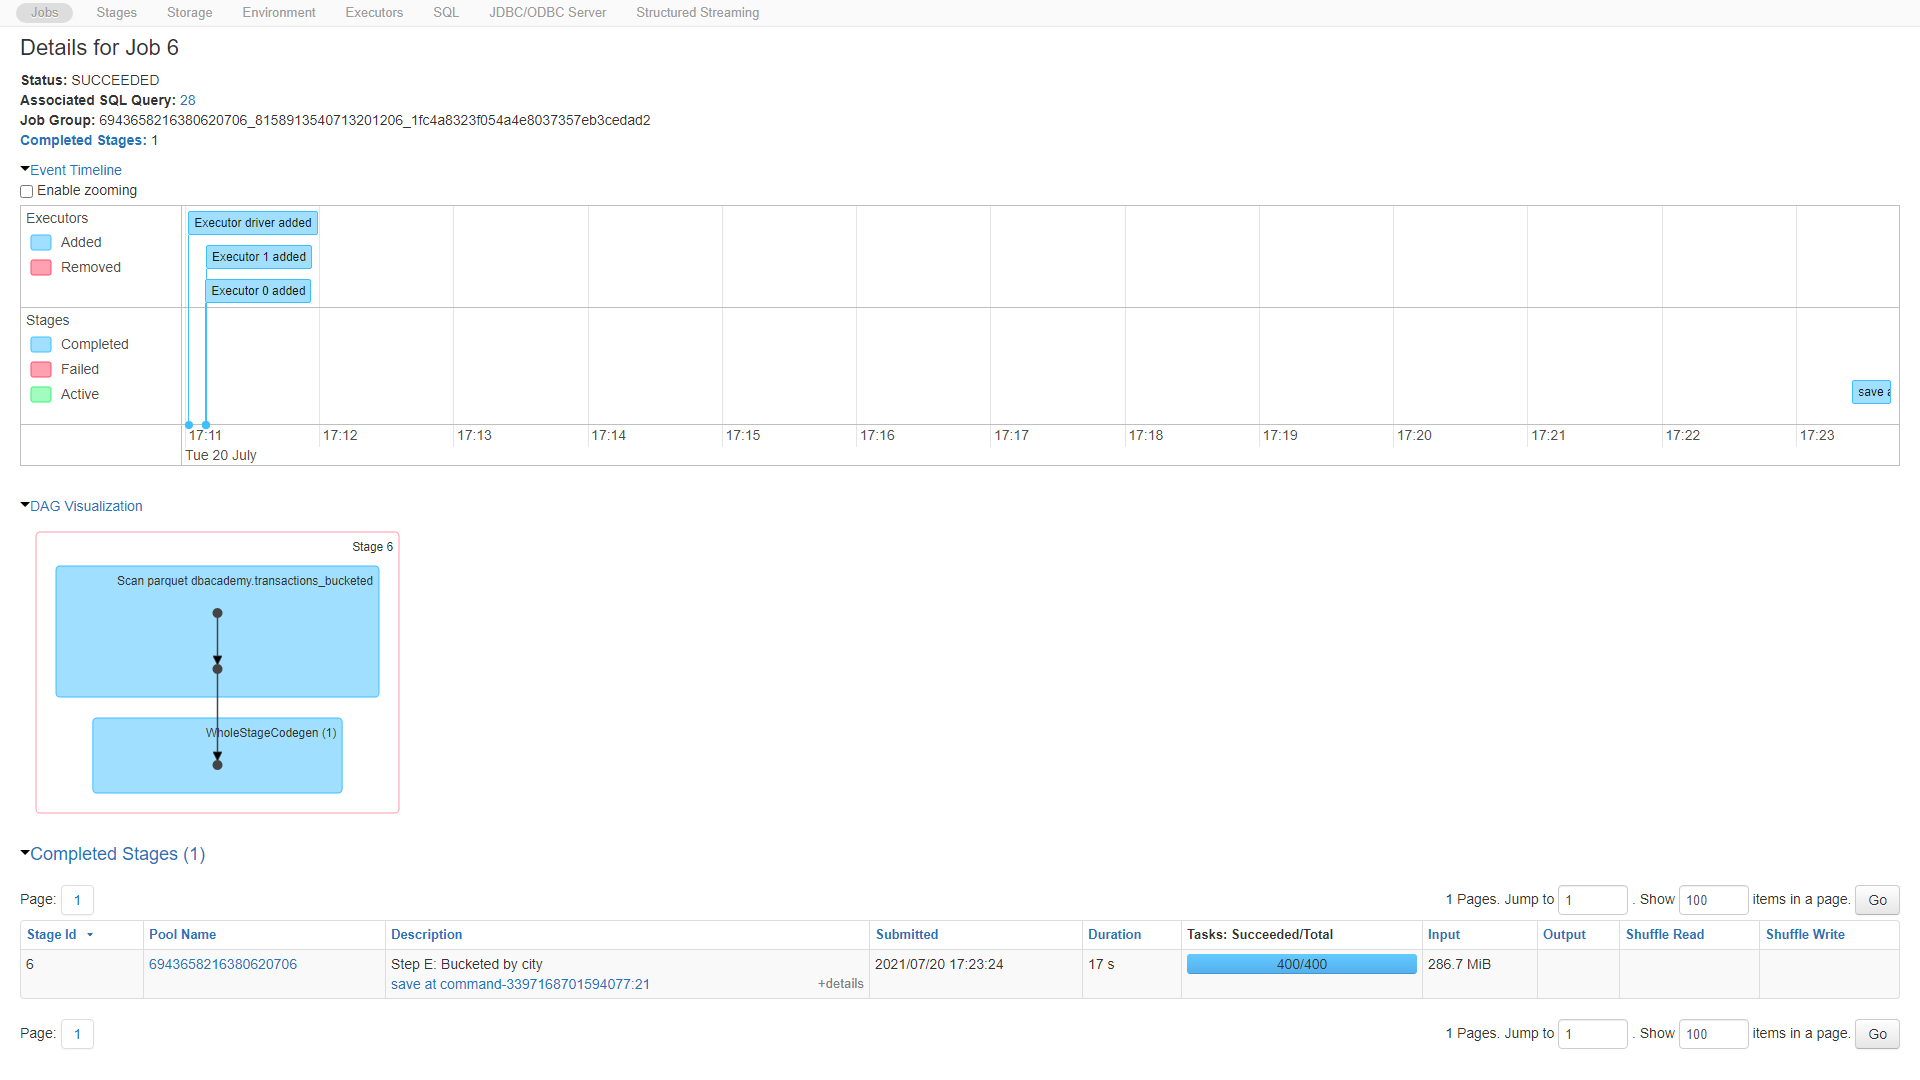 Jobs Stages Storage Environment Executors SQL JDBC/ODBC Server Structured Streaming
Details for Job 6
Status: SUCCEEDED
Associated SQL Query: 28
Job Group: 6943658216380620706_8158913540713201206_1fc4a8323f054a4e8037357eb3cedad2
Completed Stages: 1
Event Timeline
Enable zooming
Executors
Added
Removed
Executor driver added
Executor 1 added
Executor 0 added
Stages
Completed
Failed
Active
save a
17:11 17:12 17:13 17:14 17:15 17:16 17:17 17:18 17:19 17:20 17:21 17:22 17:23
Tue 20 July
DAG Visualization
Stage 6
Scan parquet dbacademy.transactions_bucketed
WholeStageCodegen (1)
Completed Stages (1)
Page: 1 1 Pages. Jump to 1 . Show 100 items in a page. Go
Stage Id Pool Name Description Submitted Duration Tasks: Succeeded/Total Input Output Shuffle Read Shuffle Write
6 6943658216380620706 Step E: Bucketed by city 2021/07/20 17:23:24 17 s 400/400 286.7 MiB
save at command-3397168701594077:21 +details
Page: 1 1 Pages. Jump to 1 . Show 100 items in a page. Go